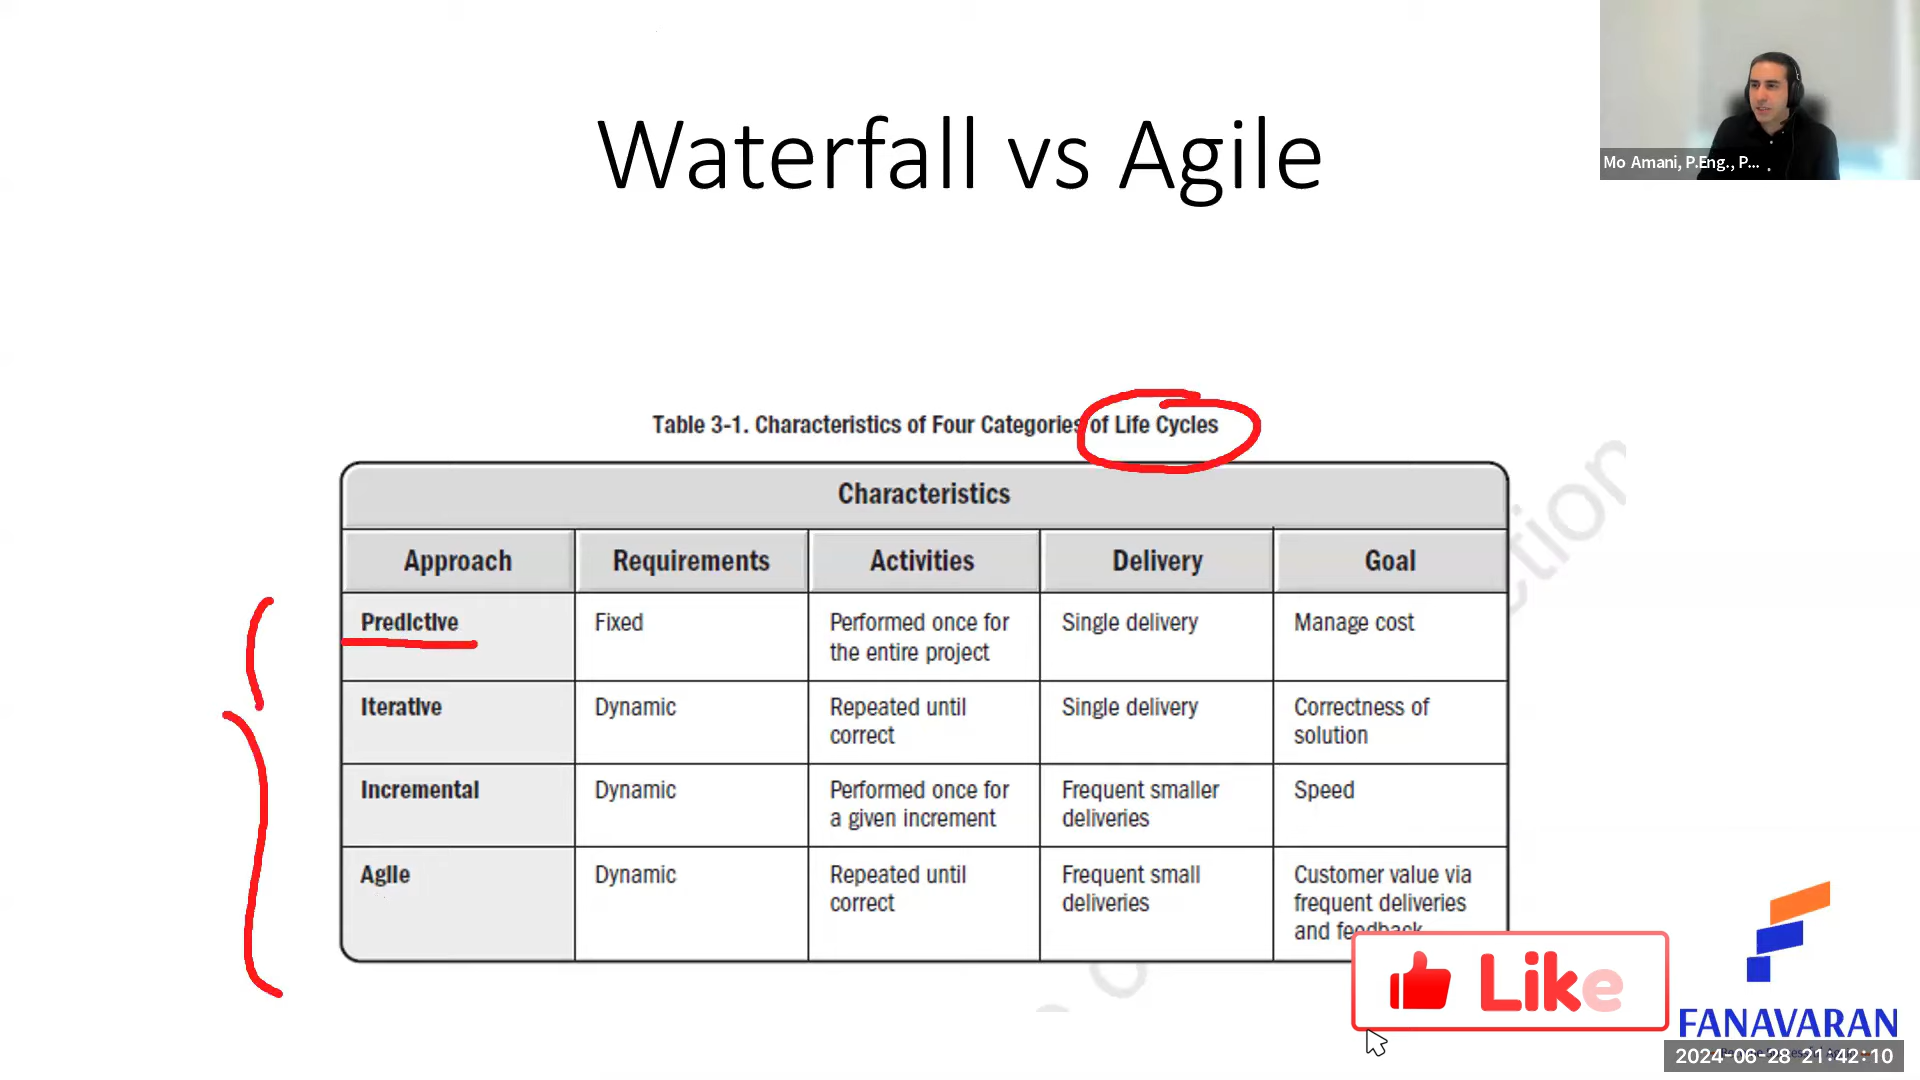 Waterfall vs Agile
Mo Amani, P.Eng., P...
Table 3-1. Characteristics of Four Categories of Life Cycles
Characteristics
Approach Requirements Activities Delivery Goal
Predictive Fixed Performed once for the entire project Single delivery Manage cost
Iterative Dynamic Repeated until correct Single delivery Correctness of solution
Incremental Dynamic Performed once for a given increment Frequent smaller deliveries Speed
Agile Dynamic Repeated until correct Frequent small deliveries Customer value via frequent deliveries and feedback
Like
FANAVARAN
2024-06-28 21:42:10